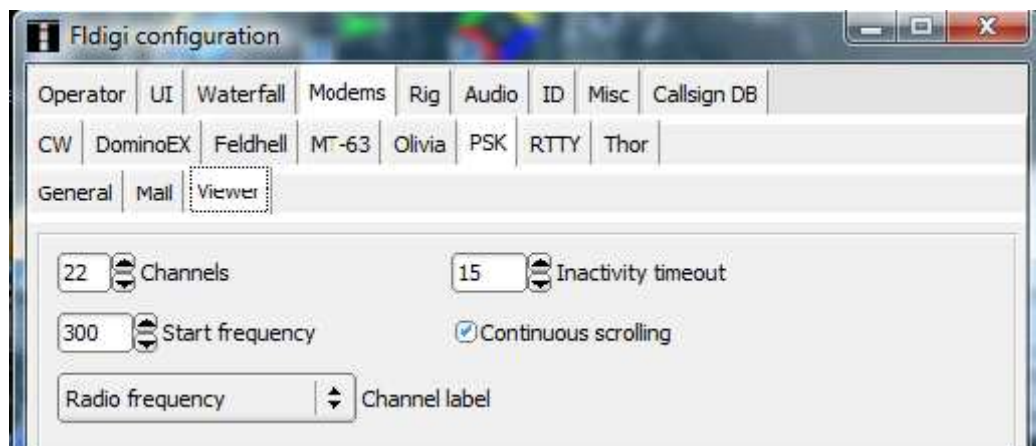 Fldigi configuration
Operator UI Waterfall Modems Rig Audio ID Misc Callsign DB
CW DominoEX Feldhell MT-63 Olivia PSK RTTY Thor
General Mail Viewer
22 Channels 15 Inactivity timeout
300 Start frequency Continuous scrolling
Radio frequency Channel label